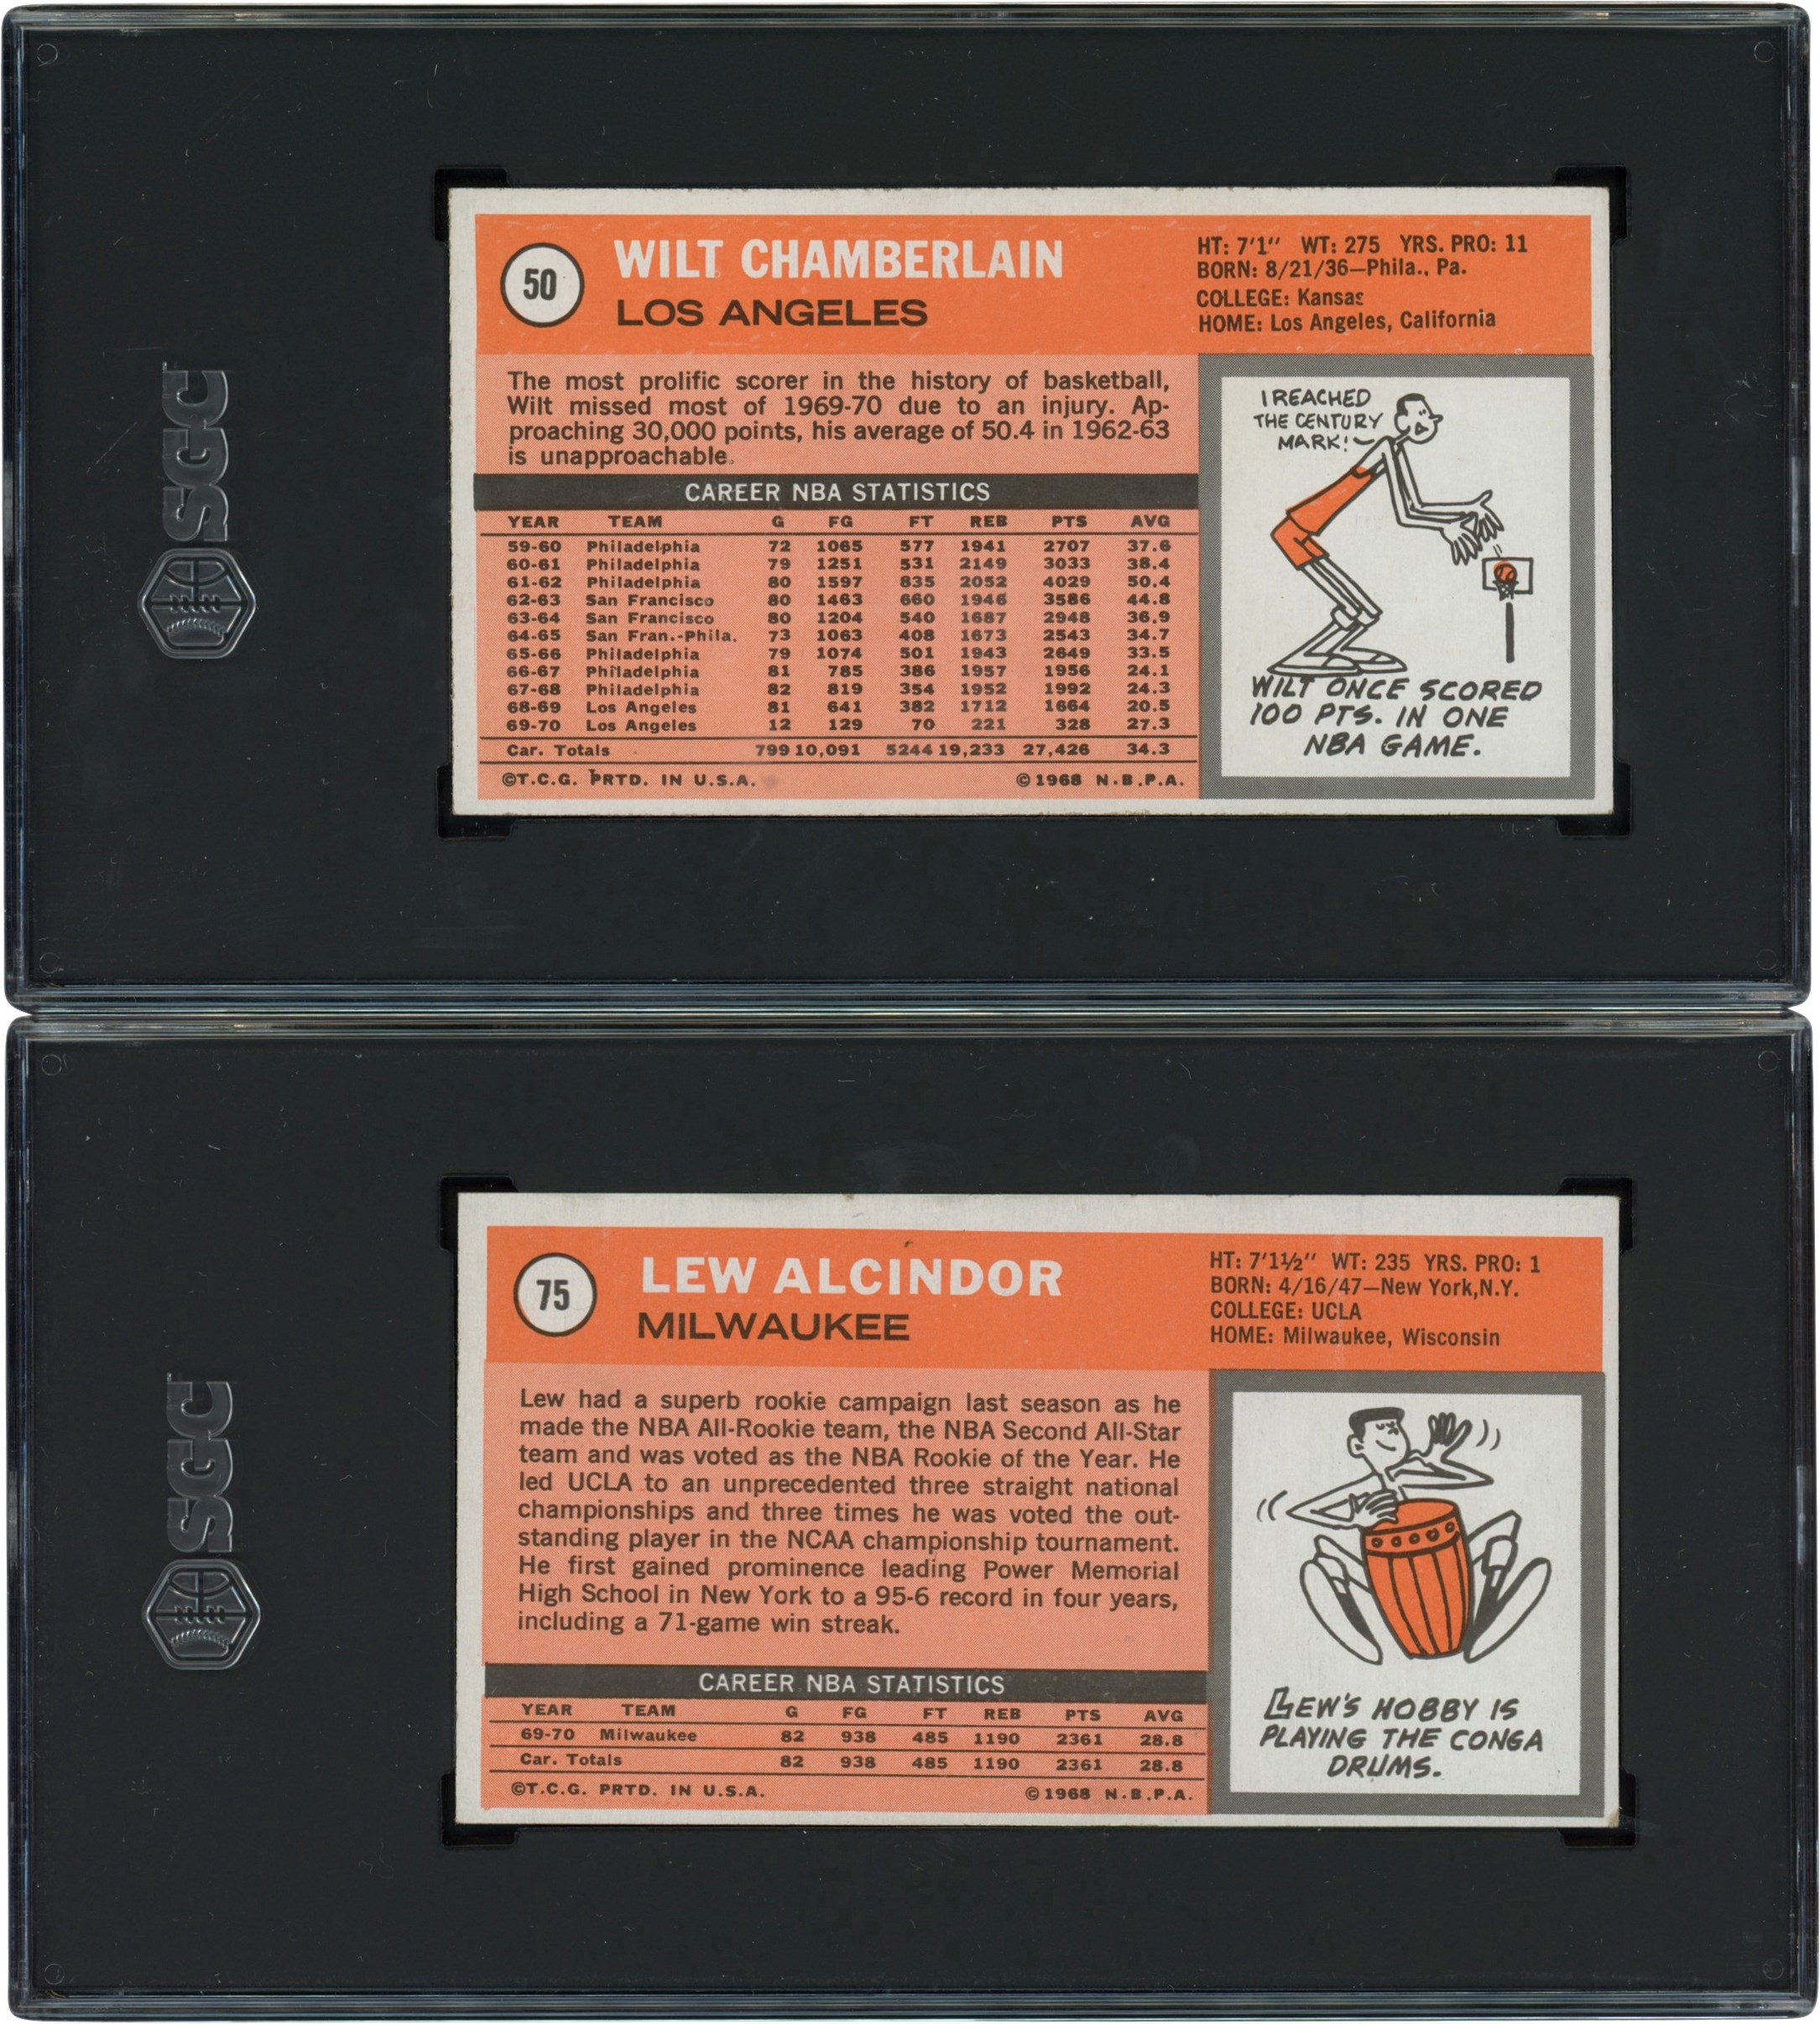 SGC
50
WILT CHAMBERLAIN
LOS ANGELES
HT: 7'1" WT: 275 YRS. PRO: 11
BORN: 8/21/36—Phila., Pa.
COLLEGE: Kansas
HOME: Los Angeles, California
The most prolific scorer in the history of basketball,
Wilt missed most of 1969-70 due to an injury. Ap-
proaching 30,000 points, his average of 50.4 in 1962-63
is unapproachable.
CAREER NBA STATISTICS
YEAR TEAM G FG FT REB PTS AVG
59-60 Philadelphia 72 1065 577 1941 2707 37.6
60-61 Philadelphia 79 1251 531 2149 3033 38.4
61-62 Philadelphia 80 1597 835 2052 4029 50.4
62-63 San Francisco 80 1463 660 1946 3586 44.8
63-64 San Francisco 80 1204 540 1687 2948 36.9
64-65 San Fran.-Phila. 73 1063 408 1673 2543 34.7
65-66 Philadelphia 79 1074 501 1943 2649 33.5
66-67 Philadelphia 81 785 386 1957 1956 24.1
67-68 Philadelphia 82 819 354 1952 1992 24.3
68-69 Los Angeles 81 641 382 1712 1664 20.5
69-70 Los Angeles 12 129 70 221 328 27.3
Car. Totals 799 10,091 5244 19,233 27,426 34.3
©T.C.G. PRTD. IN U.S.A. ©1968 N.B.P.A.
I REACHED
THE CENTURY
MARK!
WILT ONCE SCORED
100 PTS. IN ONE
NBA GAME.
SGC
75
LEW ALCINDOR
MILWAUKEE
HT: 7'1½" WT: 235 YRS. PRO: 1
BORN: 4/16/47—New York,N.Y.
COLLEGE: UCLA
HOME: Milwaukee, Wisconsin
Lew had a superb rookie campaign last season as he
made the NBA All-Rookie team, the NBA Second All-Star
team and was voted as the NBA Rookie of the Year. He
led UCLA to an unprecedented three straight national
championships and three times he was voted the out-
standing player in the NCAA championship tournament.
He first gained prominence leading Power Memorial
High School in New York to a 95-6 record in four years,
including a 71-game win streak.
CAREER NBA STATISTICS
YEAR TEAM G FG FT REB PTS AVG
69-70 Milwaukee 82 938 485 1190 2361 28.8
Car. Totals 82 938 485 1190 2361 28.8
©T.C.G. PRTD. IN U.S.A. ©1968 N.B.P.A.
LEW'S HOBBY IS
PLAYING THE CONGA
DRUMS.